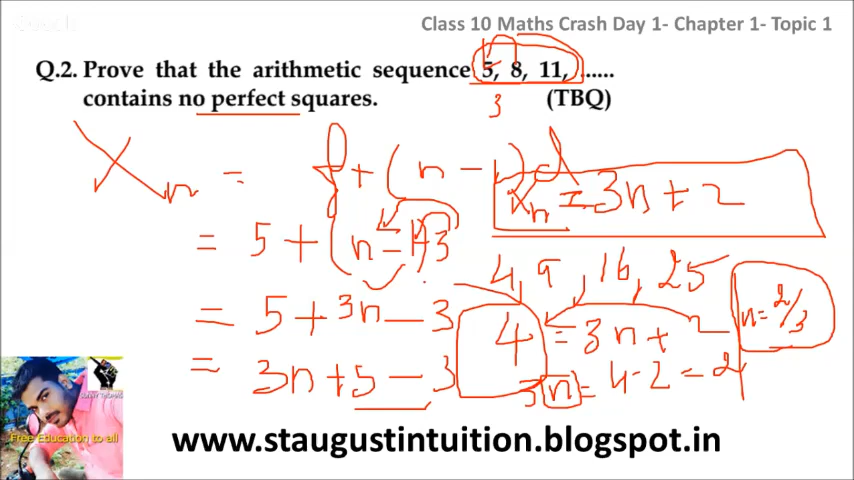 Class 10 Maths Crash Day 1- Chapter 1- Topic 1
Q.2. Prove that the arithmetic sequence 5, 8, 11, ......
contains no perfect squares. (TBQ)
3
Xn = f + (n - 1) d
xn = 3n + 2
= 5 + (n - 1) 3
4, 9, 16, 25
= 5 + 3n - 3
4 = 3n + 2
n = 2/3
= 3n + 5 - 3
3n = 4 - 2 = 2
Free Education to all
www.staugustintuition.blogspot.in